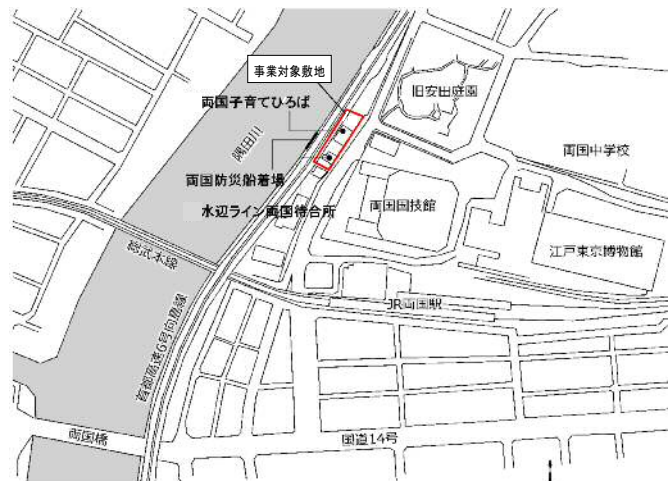 事業対象敷地
旧安田庭園
両国子育てひろば
隅田川
両国中学校
両国防災船着場
水辺ライン両国待合所
両国国技館
江戸東京博物館
総武本線
JR両国駅
首都高速6号向島線
両国橋
国道14号